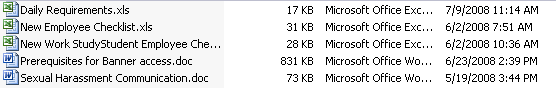 Daily Requirements.xls 17 KB Microsoft Office Exc... 7/9/2008 11:14 AM
New Employee Checklist.xls 31 KB Microsoft Office Exc... 6/2/2008 7:51 AM
New Work StudyStudent Employee Che... 28 KB Microsoft Office Exc... 6/2/2008 10:36 AM
Prerequisites for Banner access.doc 831 KB Microsoft Office Wo... 6/23/2008 2:39 PM
Sexual Harassment Communication.doc 73 KB Microsoft Office Wo... 5/19/2008 3:44 PM